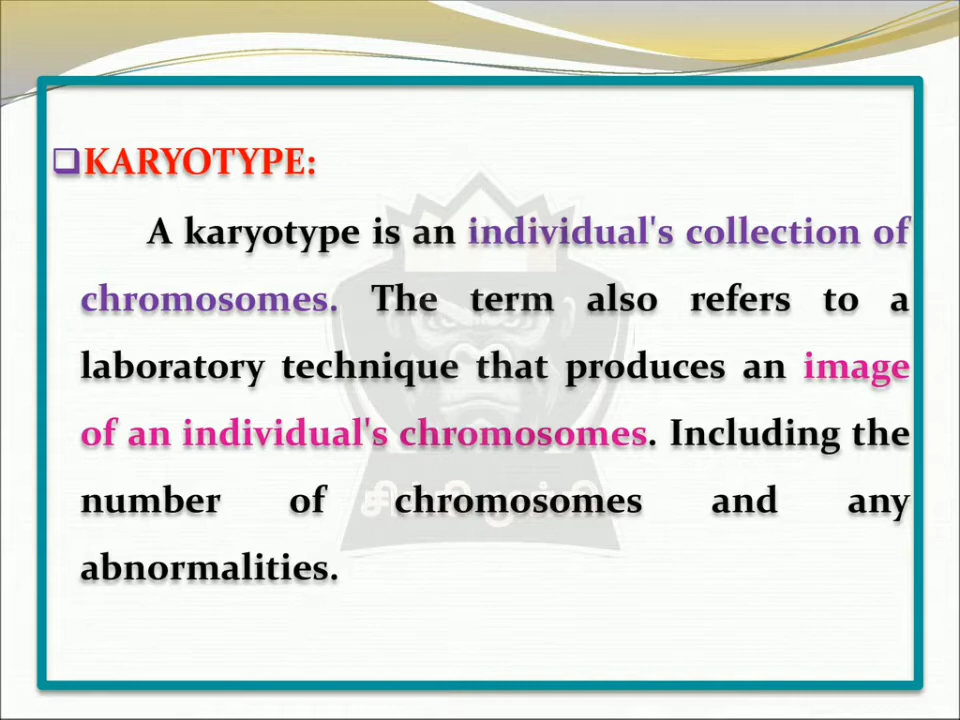 KARYOTYPE:
A karyotype is an individual's collection of
chromosomes. The term also refers to a
laboratory technique that produces an image
of an individual's chromosomes. Including the
number of chromosomes and any
abnormalities.